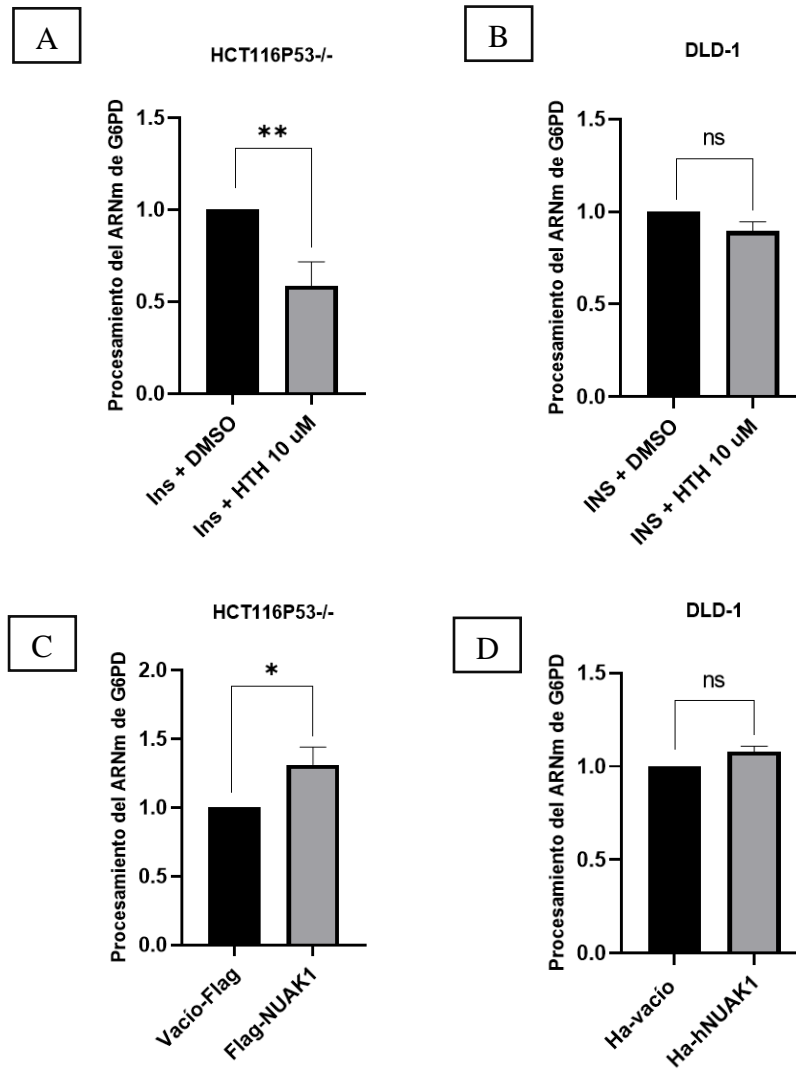 A
HCT116P53-/-
Procesamiento del ARNm de G6PD
1.5
1.0
0.5
0.0
**
Ins + DMSO
Ins + HTH 10 uM
B
DLD-1
Procesamiento del ARNm de G6PD
1.5
1.0
0.5
0.0
ns
INS + DMSO
INS + HTH 10 uM
C
HCT116P53-/-
Procesamiento del ARNm de G6PD
2.0
1.5
1.0
0.5
0.0
*
Vacío-Flag
Flag-NUAK1
D
DLD-1
Procesamiento del ARNm de G6PD
1.5
1.0
0.5
0.0
ns
Ha-vacío
Ha-hNUAK1